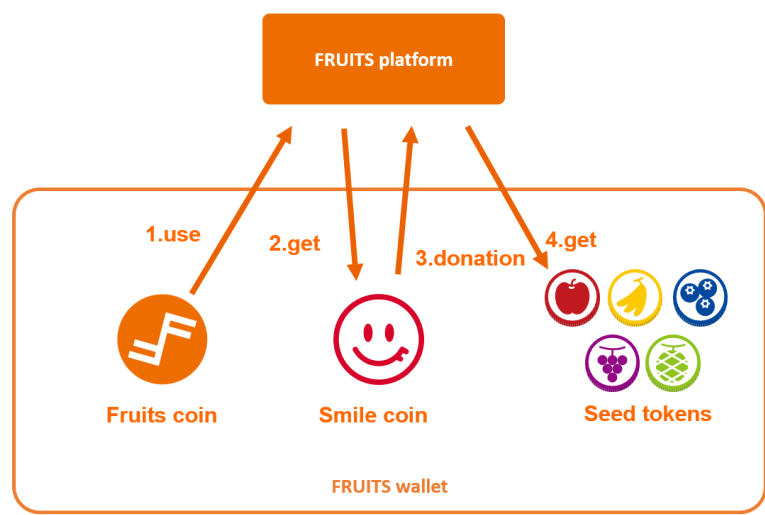 FRUITS platform
1.use
2.get
3.donation
4.get
Fruits coin
Smile coin
Seed tokens
FRUITS wallet